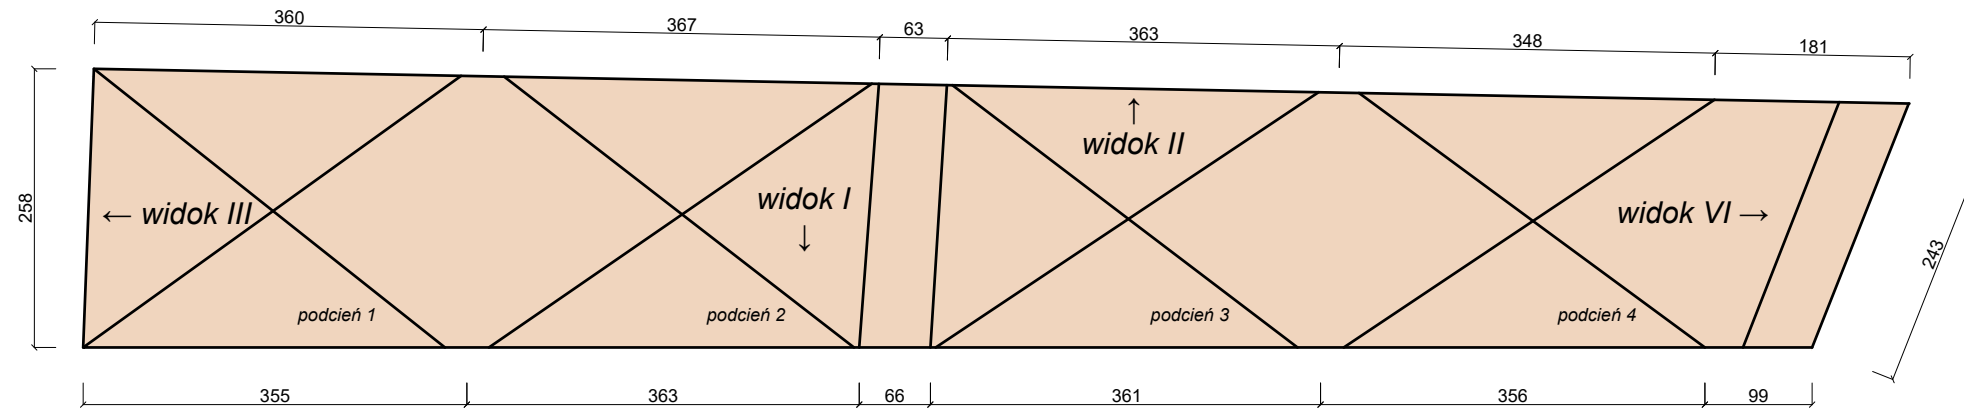 360
367
63
363
348
181
258
← widok III
widok I
↓
↑
widok II
widok VI →
243
podcień 1
podcień 2
podcień 3
podcień 4
355
363
66
361
356
99